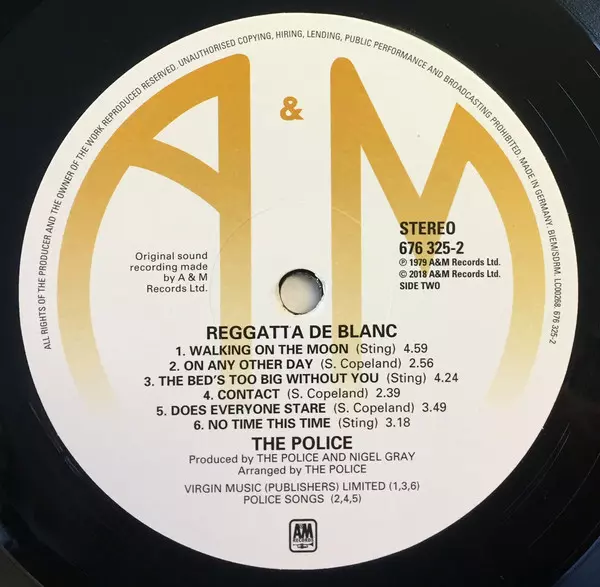 ALL RIGHTS OF THE PRODUCER AND THE OWNER OF THE WORK REPRODUCED RESERVED. UNAUTHORISED COPYING, HIRING, LENDING, PUBLIC PERFORMANCE AND BROADCASTING PROHIBITED. MADE IN GERMANY. BIEM/SDRM. LC00268. 676 325-2
A & M
STEREO
676 325-2
Ⓟ 1979 A&M Records Ltd.
© 2018 A&M Records Ltd.
SIDE TWO
Original sound
recording made
by A & M
Records Ltd.
REGGATTA DE BLANC
1. WALKING ON THE MOON (Sting) 4.59
2. ON ANY OTHER DAY (S. Copeland) 2.56
3. THE BED'S TOO BIG WITHOUT YOU (Sting) 4.24
4. CONTACT (S. Copeland) 2.39
5. DOES EVERYONE STARE (S. Copeland) 3.49
6. NO TIME THIS TIME (Sting) 3.18
THE POLICE
Produced by THE POLICE AND NIGEL GRAY
Arranged by THE POLICE
VIRGIN MUSIC (PUBLISHERS) LIMITED (1,3,6)
POLICE SONGS (2,4,5)
A&M
RECORDS